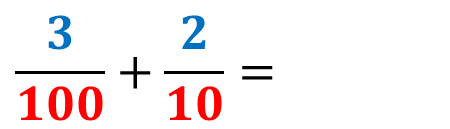 3/100 + 2/10 =